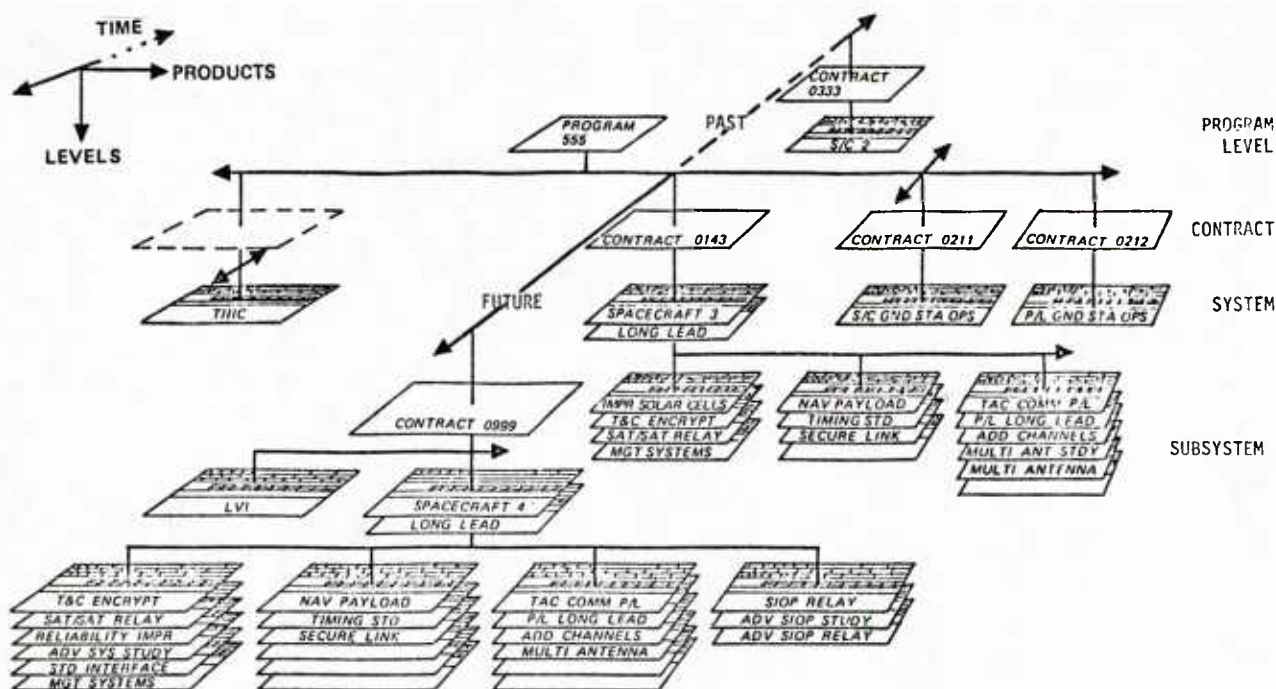 TIME
PRODUCTS
LEVELS
PROGRAM
555
PAST
CONTRACT
0333
S/C 2
PROGRAM
LEVEL
CONTRACT 0143
CONTRACT 0211
CONTRACT 0212
CONTRACT
FUTURE
SPACECRAFT 3
LONG LEAD
S/C GND STA OPS
P/L GND STA OPS
SYSTEM
CONTRACT 0999
IMPR SOLAR CELLS
T&C ENCRYPT
SAT/SAT RELAY
MGT SYSTEMS
NAV PAYLOAD
TIMING STD
SECURE LINK
TAC COMM P/L
P/L LONG LEAD
ADD CHANNELS
MULTI ANT STDY
MULTI ANTENNA
SUBSYSTEM
LVI
SPACECRAFT 4
LONG LEAD
T&C ENCRYPT
SAT/SAT RELAY
RELIABILITY IMPR
ADV SYS STUDY
STD INTERFACE
MGT SYSTEMS
NAV PAYLOAD
TIMING STD
SECURE LINK
TAC COMM P/L
P/L LONG LEAD
ADD CHANNELS
MULTI ANTENNA
SIOP RELAY
ADV SIOP STUDY
ADV SIOP RELAY